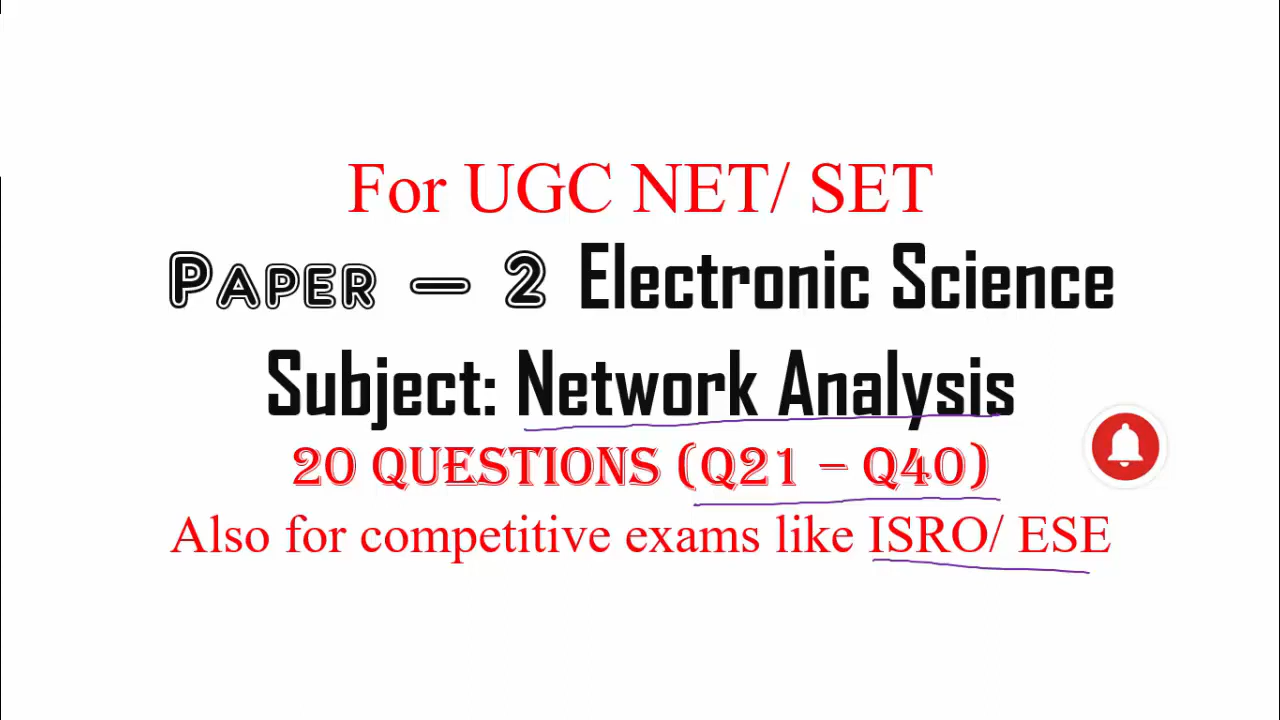 For UGC NET/ SET
PAPER – 2 Electronic Science
Subject: Network Analysis
20 QUESTIONS (Q21 – Q40)
Also for competitive exams like ISRO/ ESE